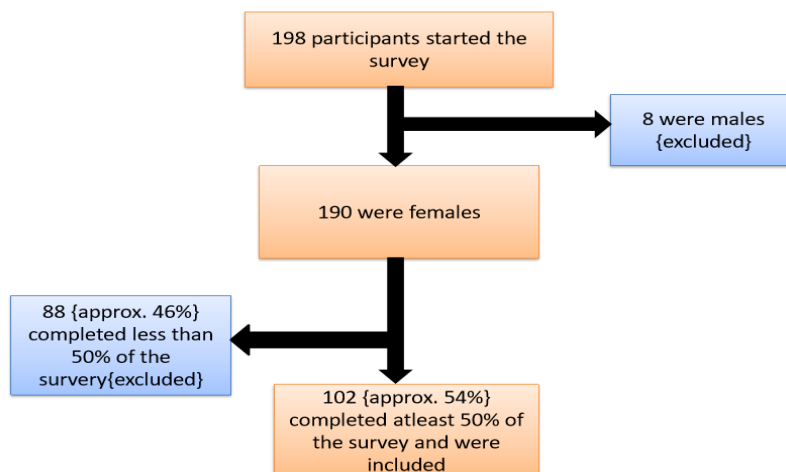 198 participants started the
survey
8 were males
{excluded}
190 were females
88 {approx. 46%}
completed less than
50% of the
survery{excluded}
102 {approx. 54%}
completed atleast 50% of
the survey and were
included